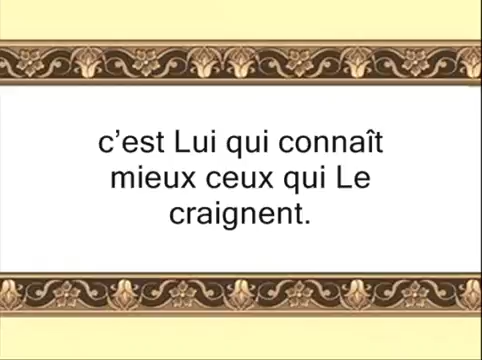 c’est Lui qui connaît
mieux ceux qui Le
craignent.